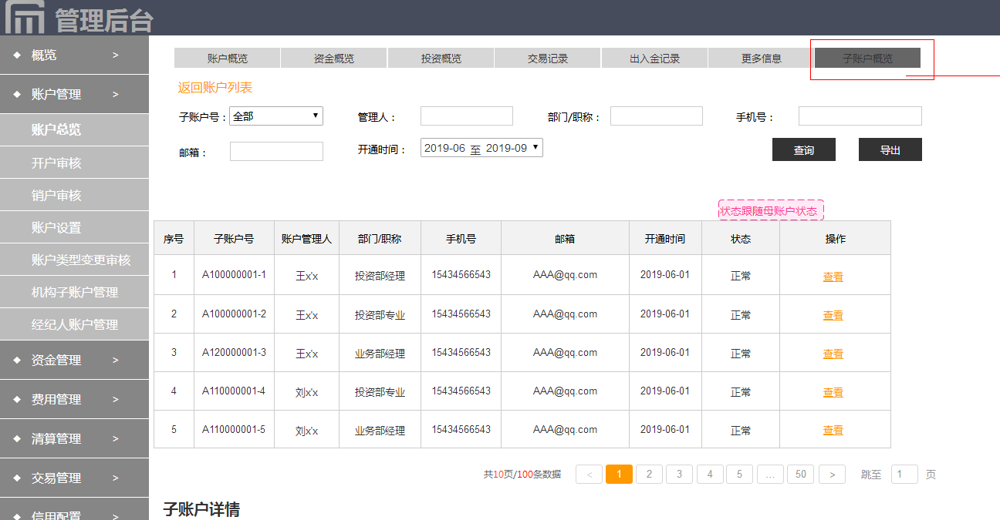 管理后台
概览 >
账户管理 >
账户总览
开户审核
销户审核
账户设置
账户类型变更审核
机构子账户管理
经纪人账户管理
资金管理 >
费用管理 >
清算管理 >
交易管理 >
信用配置 >
账户概览 资金概览 投资概览 交易记录 出入金记录 更多信息 子账户概览
返回账户列表
子账户号： 全部 管理人： 部门/职称： 手机号：
邮箱： 开通时间： 2019-06 至 2019-09 查询 导出
状态跟随母账户状态
序号 子账户号 账户管理人 部门/职称 手机号 邮箱 开通时间 状态 操作
1 A100000001-1 王x'x 投资部经理 15434566543 AAA@qq.com 2019-06-01 正常 查看
2 A100000001-2 王x'x 投资部专业 15434566543 AAA@qq.com 2019-06-01 正常 查看
3 A120000001-3 王x'x 业务部经理 15434566543 AAA@qq.com 2019-06-01 正常 查看
4 A110000001-4 刘x'x 投资部专业 15434566543 AAA@qq.com 2019-06-01 正常 查看
5 A110000001-5 刘x'x 业务部经理 15434566543 AAA@qq.com 2019-06-01 正常 查看
共10页/100条数据 < 1 2 3 4 5 ... 50 > 跳至 1 页
子账户详情